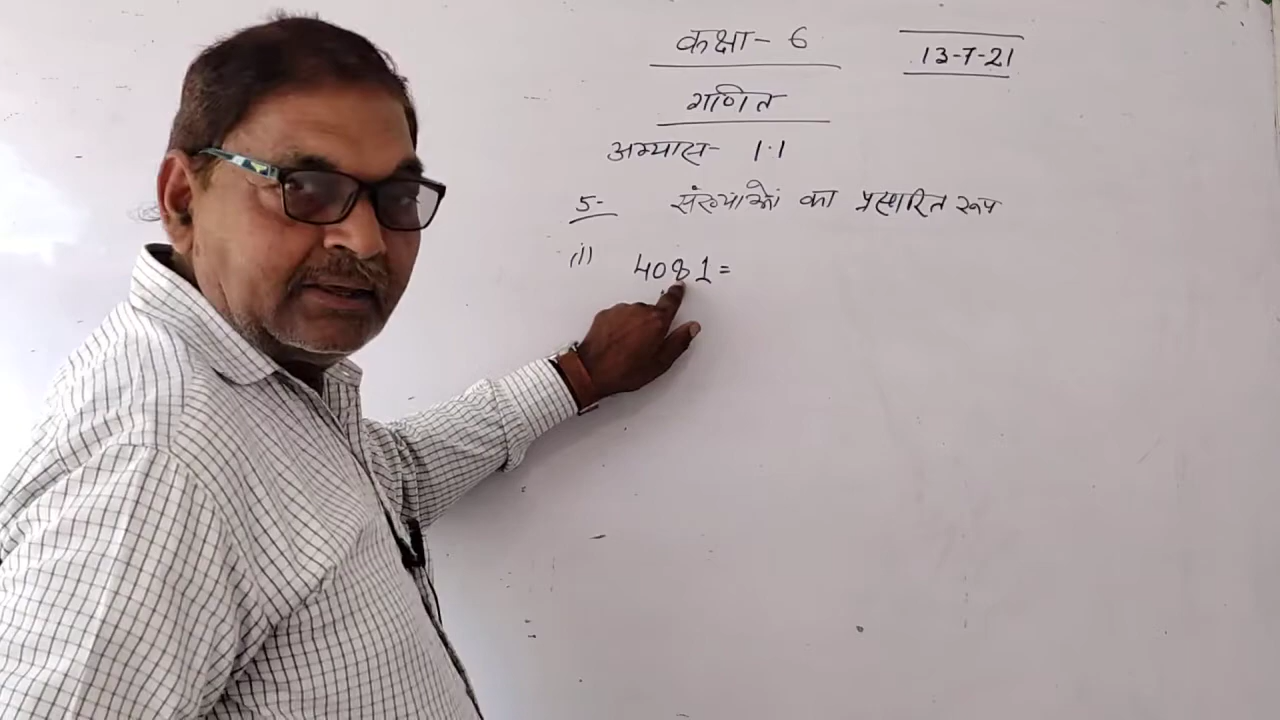 कक्षा- 6
13-7-21
गणित
अभ्यास- 1.1
5- संख्याओं का प्रसारित रूप
(i) 4081=